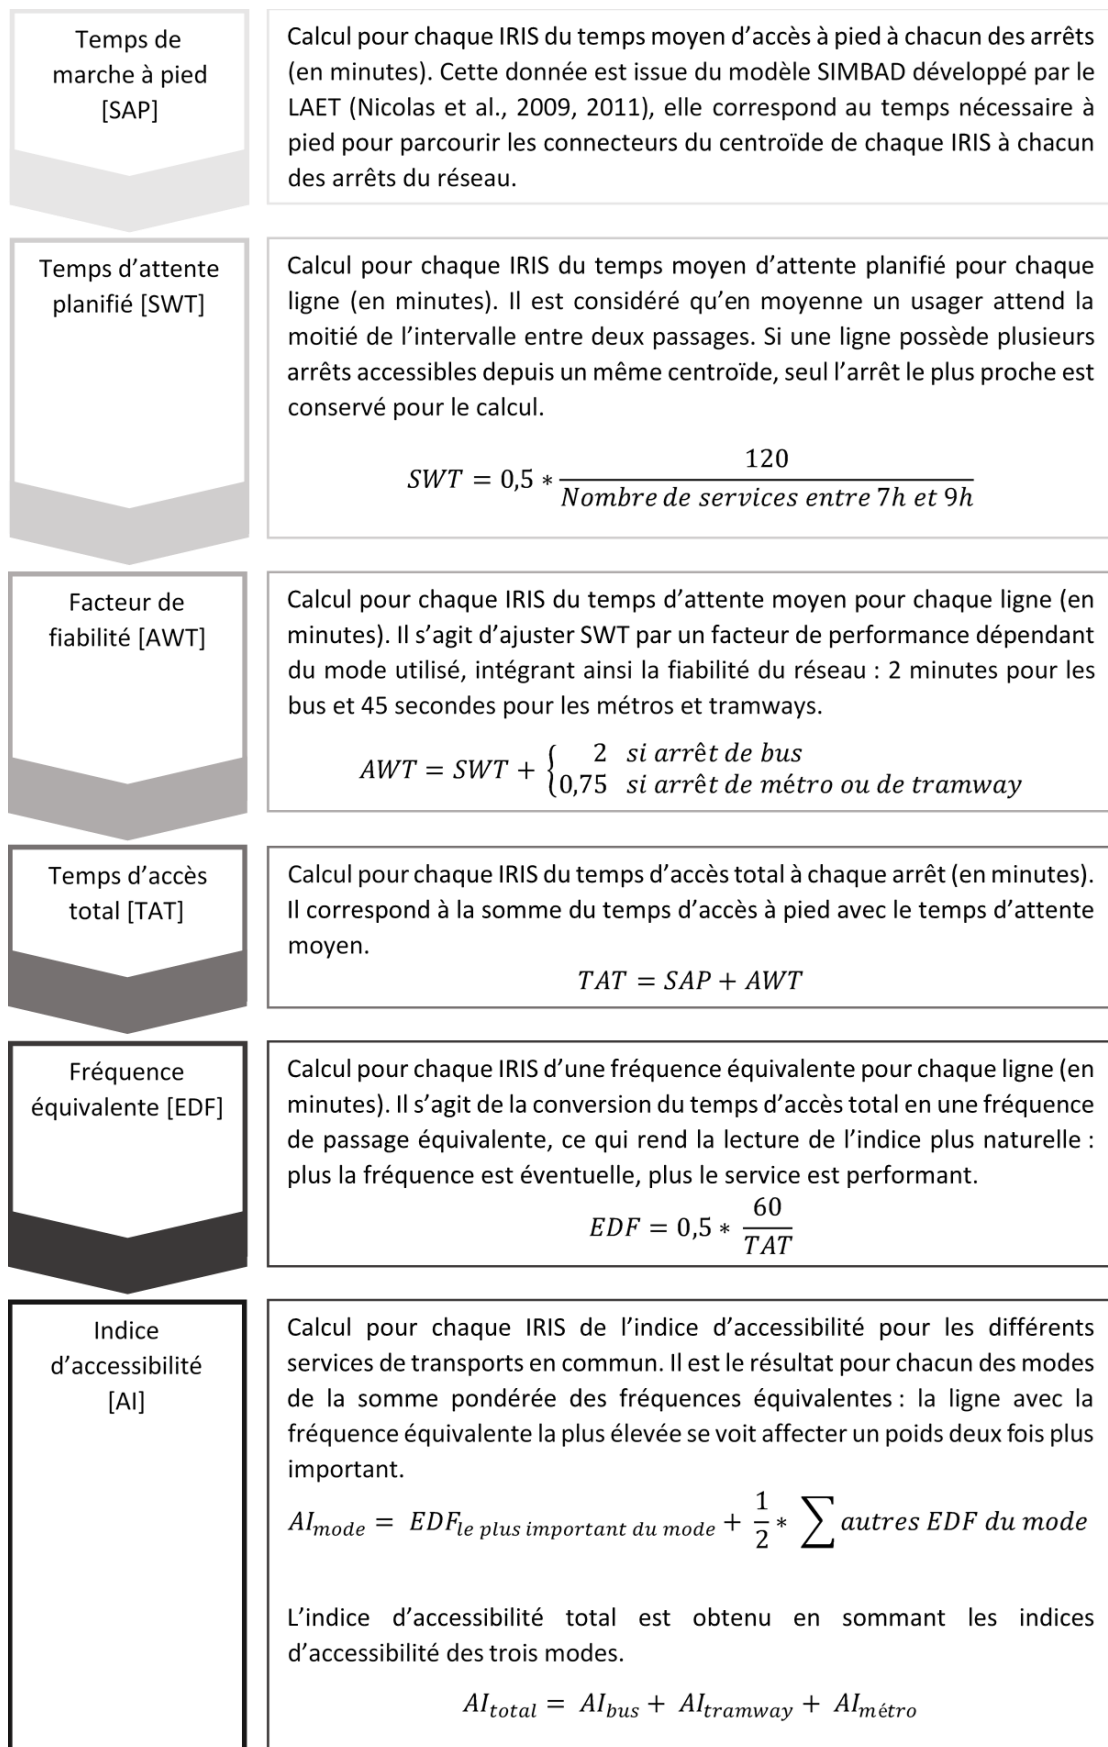 Temps de
marche à pied
[SAP]
Calcul pour chaque IRIS du temps moyen d'accès à pied à chacun des arrêts
(en minutes). Cette donnée est issue du modèle SIMBAD développé par le
LAET (Nicolas et al., 2009, 2011), elle correspond au temps nécessaire à
pied pour parcourir les connecteurs du centroïde de chaque IRIS à chacun
des arrêts du réseau.
Temps d'attente
planifié [SWT]
Calcul pour chaque IRIS du temps moyen d'attente planifié pour chaque
ligne (en minutes). Il est considéré qu'en moyenne un usager attend la
moitié de l'intervalle entre deux passages. Si une ligne possède plusieurs
arrêts accessibles depuis un même centroïde, seul l'arrêt le plus proche est
conservé pour le calcul.
SWT = 0,5 * 120 / Nombre de services entre 7h et 9h
Facteur de
fiabilité [AWT]
Calcul pour chaque IRIS du temps d'attente moyen pour chaque ligne (en
minutes). Il s'agit d'ajuster SWT par un facteur de performance dépendant
du mode utilisé, intégrant ainsi la fiabilité du réseau : 2 minutes pour les
bus et 45 secondes pour les métros et tramways.
AWT = SWT + { 2 si arrêt de bus
0,75 si arrêt de métro ou de tramway
Temps d'accès
total [TAT]
Calcul pour chaque IRIS du temps d'accès total à chaque arrêt (en minutes).
Il correspond à la somme du temps d'accès à pied avec le temps d'attente
moyen.
TAT = SAP + AWT
Fréquence
équivalente [EDF]
Calcul pour chaque IRIS d'une fréquence équivalente pour chaque ligne (en
minutes). Il s'agit de la conversion du temps d'accès total en une fréquence
de passage équivalente, ce qui rend la lecture de l'indice plus naturelle :
plus la fréquence est éventuelle, plus le service est performant.
EDF = 0,5 * 60 / TAT
Indice
d'accessibilité
[AI]
Calcul pour chaque IRIS de l'indice d'accessibilité pour les différents
services de transports en commun. Il est le résultat pour chacun des modes
de la somme pondérée des fréquences équivalentes : la ligne avec la
fréquence équivalente la plus élevée se voit affecter un poids deux fois plus
important.
AI_mode = EDF_le plus important du mode + 1/2 * ∑ autres EDF du mode
L'indice d'accessibilité total est obtenu en sommant les indices
d'accessibilité des trois modes.
AI_total = AI_bus + AI_tramway + AI_métro